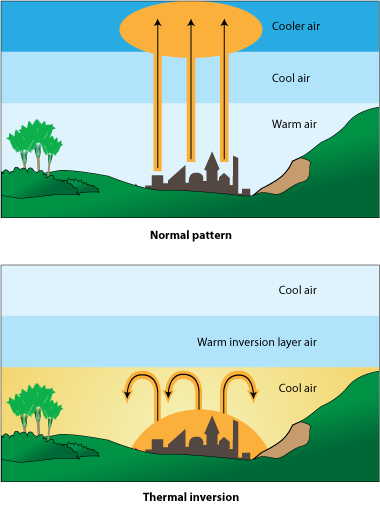 Cooler air
Cool air
Warm air
Normal pattern
Cool air
Warm inversion layer air
Cool air
Thermal inversion